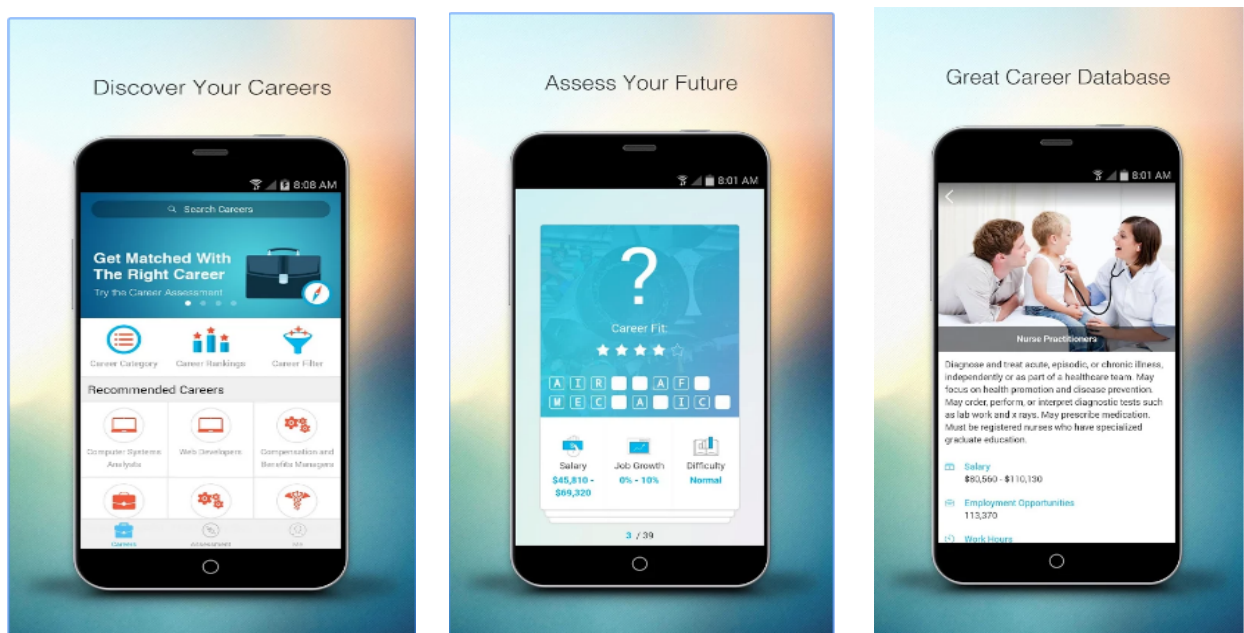 Discover Your Careers
8:08 AM
Search Careers
Get Matched With
The Right Career
Try the Career Assessment
Career Category
Career Rankings
Career Filter
Recommended Careers
Computer Systems
Analysts
Web Developers
Compensation and
Benefits Managers
Careers
Assessment
Me
Assess Your Future
8:01 AM
?
Career Fit:
A I R A F
M E C A I C
Salary
$45,810 -
$69,320
Job Growth
0% - 10%
Difficulty
Normal
3 / 39
Great Career Database
8:01 AM
Nurse Practitioners
Diagnose and treat acute, episodic, or chronic illness,
independently or as part of a healthcare team. May
focus on health promotion and disease prevention.
May order, perform, or interpret diagnostic tests such
as lab work and x rays. May prescribe medication.
Must be registered nurses who have specialized
graduate education.
Salary
$80,560 - $110,130
Employment Opportunities
113,370
Work Hours